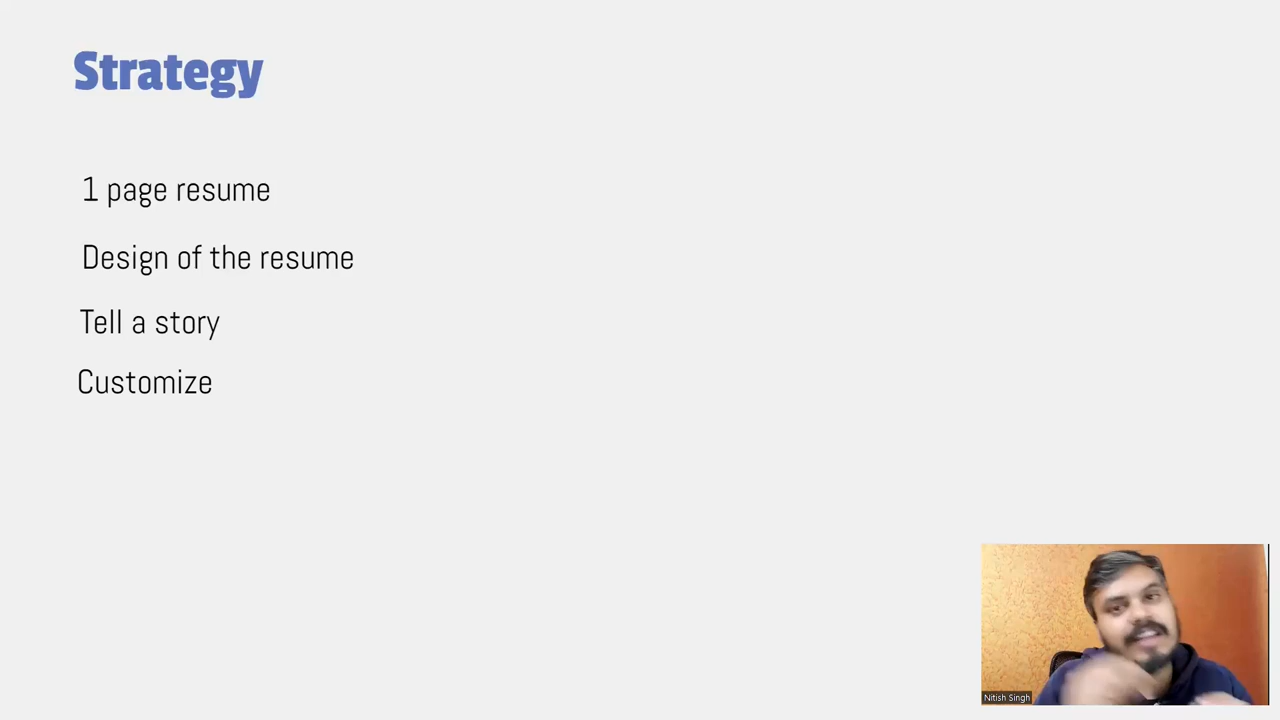 Strategy
1 page resume
Design of the resume
Tell a story
Customize
Nitish Singh